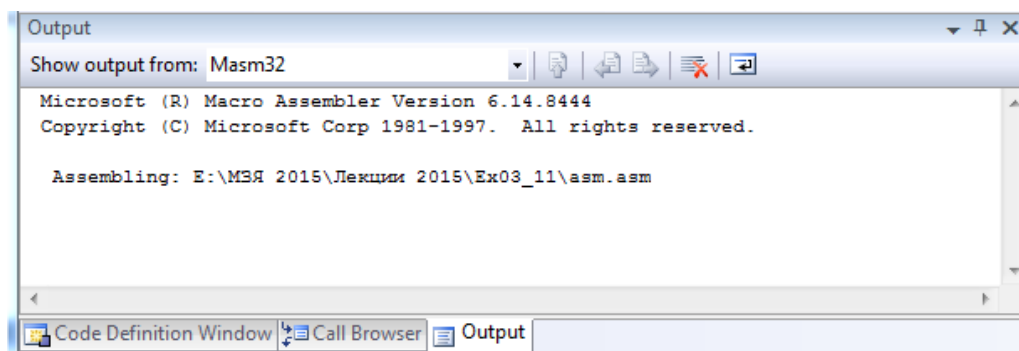 Output
Show output from: Masm32
Microsoft (R) Macro Assembler Version 6.14.8444
Copyright (C) Microsoft Corp 1981-1997.  All rights reserved.
Assembling: E:\МЗЯ 2015\Лекции 2015\Ex03_11\asm.asm
Code Definition Window Call Browser Output